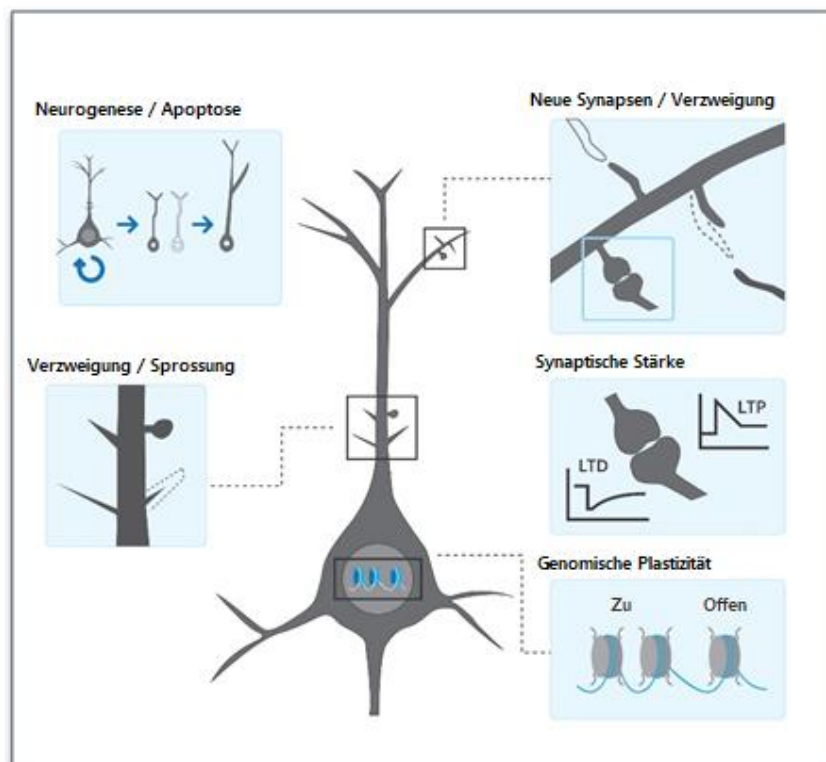 Neurogenese / Apoptose
Neue Synapsen / Verzweigung
Verzweigung / Sprossung
Synaptische Stärke
LTP
LTD
Genomische Plastizität
Zu Offen